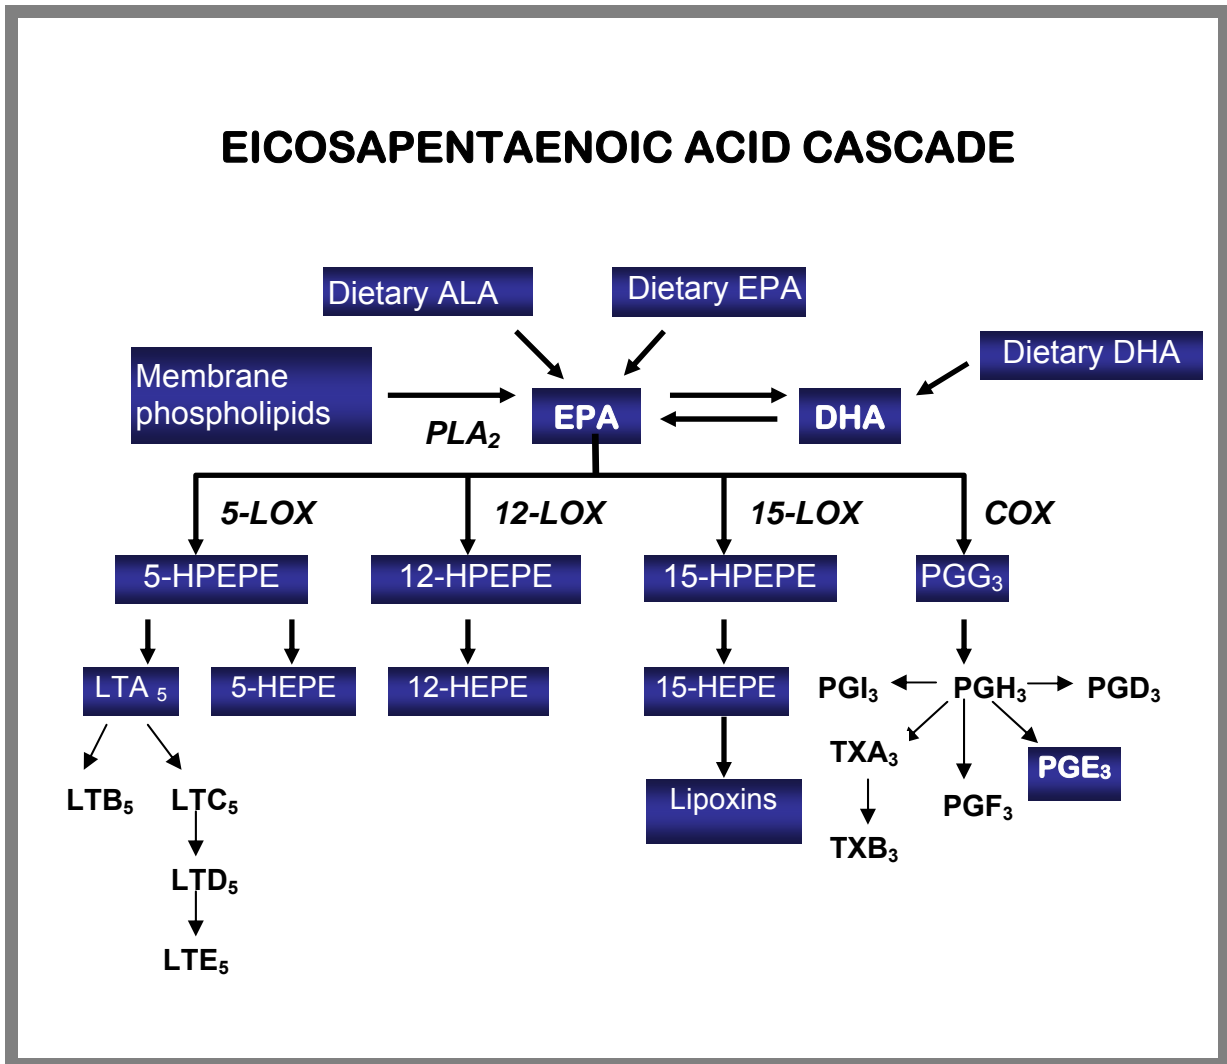 EICOSAPENTAENOIC ACID CASCADE
Dietary ALA
Dietary EPA
Dietary DHA
Membrane
phospholipids
PLA₂
EPA
DHA
5-LOX
12-LOX
15-LOX
COX
5-HPEPE
12-HPEPE
15-HPEPE
PGG₃
LTA ₅
5-HEPE
12-HEPE
15-HEPE
PGI₃
PGH₃
PGD₃
TXA₃
PGE₃
LTB₅
LTC₅
Lipoxins
PGF₃
TXB₃
LTD₅
LTE₅